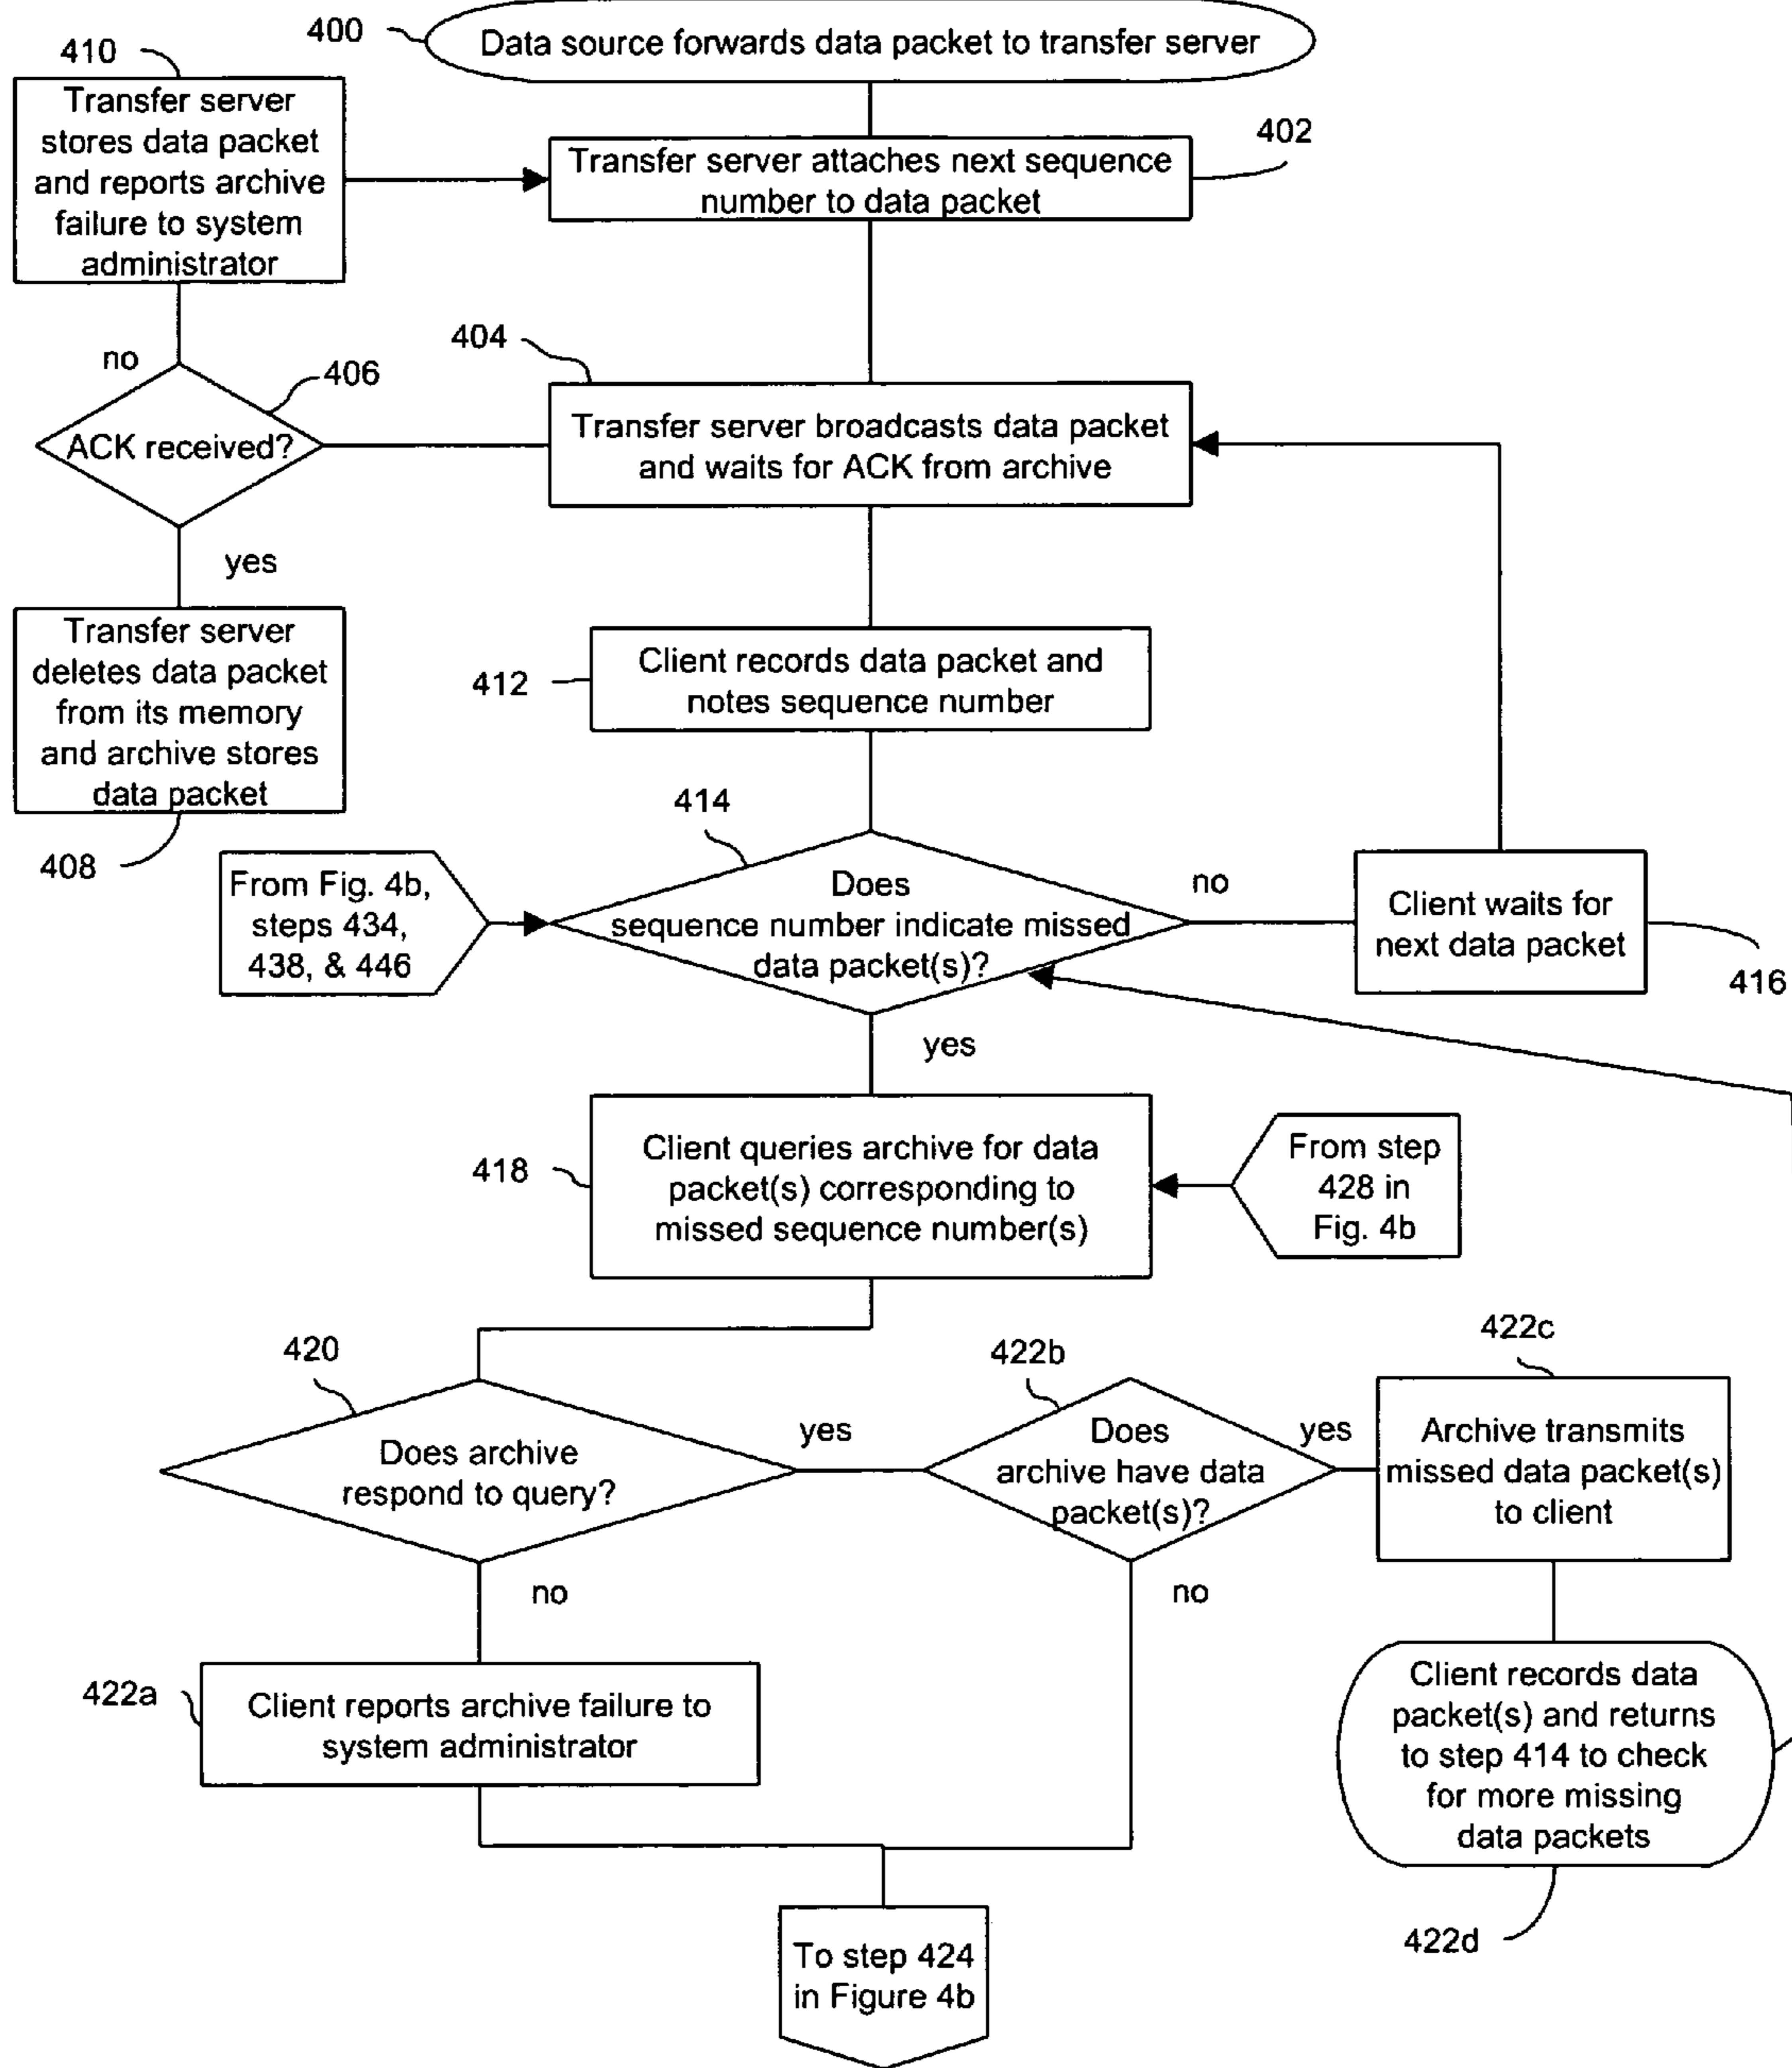 400
Data source forwards data packet to transfer server
410
Transfer server
stores data packet
and reports archive
failure to system
administrator
402
Transfer server attaches next sequence
number to data packet
no
406
ACK received?
404
Transfer server broadcasts data packet
and waits for ACK from archive
yes
Transfer server
deletes data packet
from its memory
and archive stores
data packet
408
412
Client records data packet and
notes sequence number
414
From Fig. 4b,
steps 434,
438, & 446
Does
sequence number indicate missed
data packet(s)?
no
Client waits for
next data packet
416
yes
418
Client queries archive for data
packet(s) corresponding to
missed sequence number(s)
From step
428 in
Fig. 4b
420
Does archive
respond to query?
yes
422b
Does
archive have data
packet(s)?
yes
422c
Archive transmits
missed data packet(s)
to client
no
no
422a
Client reports archive failure to
system administrator
Client records data
packet(s) and returns
to step 414 to check
for more missing
data packets
422d
To step 424
in Figure 4b